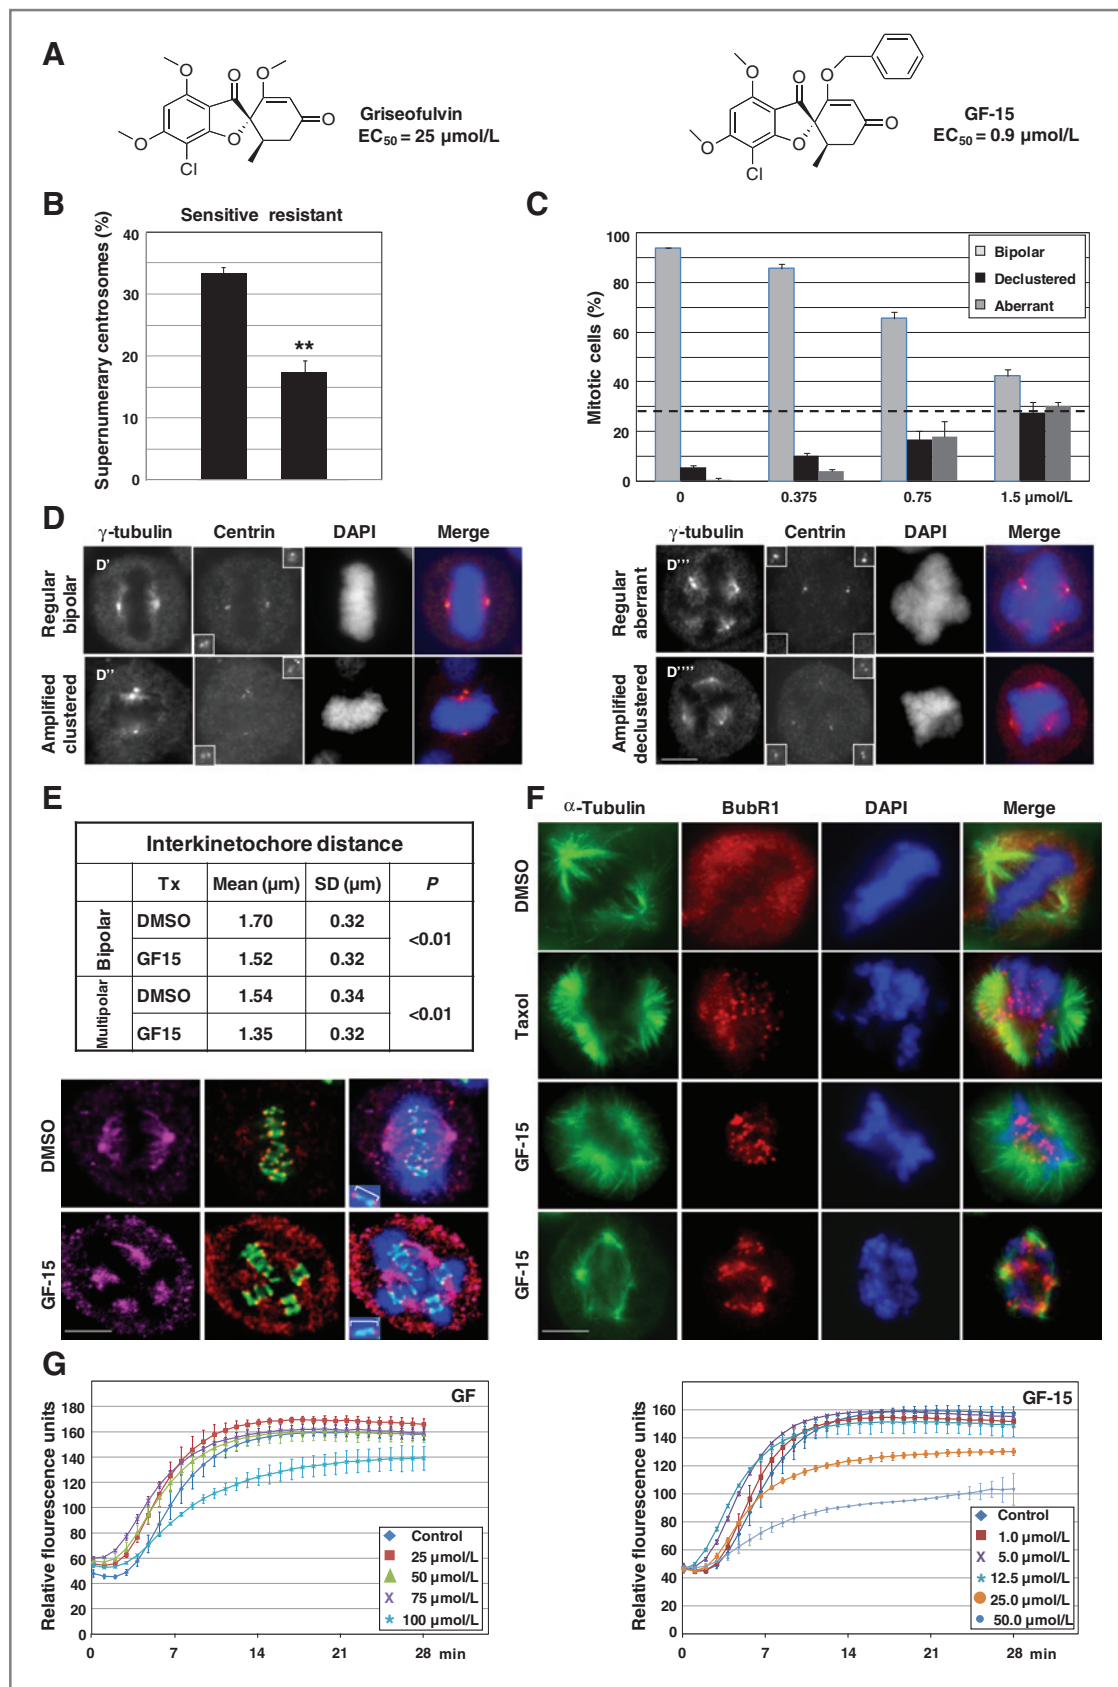 A
O
O
O
O
O
O
Cl
Griseofulvin
EC50 = 25 µmol/L
O
O
O
O
O
O
Cl
GF-15
EC50 = 0.9 µmol/L
B
Sensitive resistant
Supernumerary centrosomes (%)
40
30
20
10
0
**
C
Mitotic cells (%)
100
80
60
40
20
0
Bipolar
Declustered
Aberrant
0 0.375 0.75 1.5 µmol/L
D
γ-tubulin Centrin DAPI Merge
Regular bipolar
D'
Amplified clustered
D''
γ-tubulin Centrin DAPI Merge
Regular aberrant
D'''
Amplified declustered
D''''
E
Interkinetochore distance
Tx Mean (µm) SD (µm) P
Bipolar
DMSO 1.70 0.32 <0.01
GF15 1.52 0.32
Multipolar
DMSO 1.54 0.34 <0.01
GF15 1.35 0.32
DMSO
GF-15
F
α-Tubulin BubR1 DAPI Merge
DMSO
Taxol
GF-15
GF-15
G
GF
Relative flourescence units
180
160
140
120
100
80
60
40
20
0
Control
25 µmol/L
50 µmol/L
75 µmol/L
100 µmol/L
0 7 14 21 28 min
GF-15
Relative flourescence units
160
140
120
100
80
60
40
20
0
Control
1.0 µmol/L
5.0 µmol/L
12.5 µmol/L
25.0 µmol/L
50.0 µmol/L
0 7 14 21 28 min